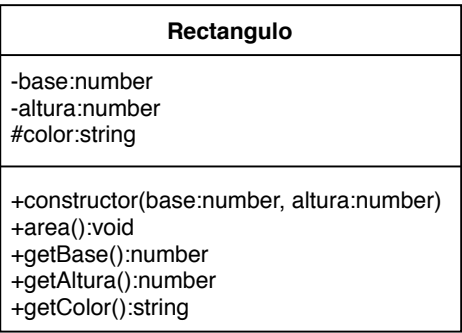 Rectangulo
-base:number
-altura:number
#color:string
+constructor(base:number, altura:number)
+area():void
+getBase():number
+getAltura():number
+getColor():string